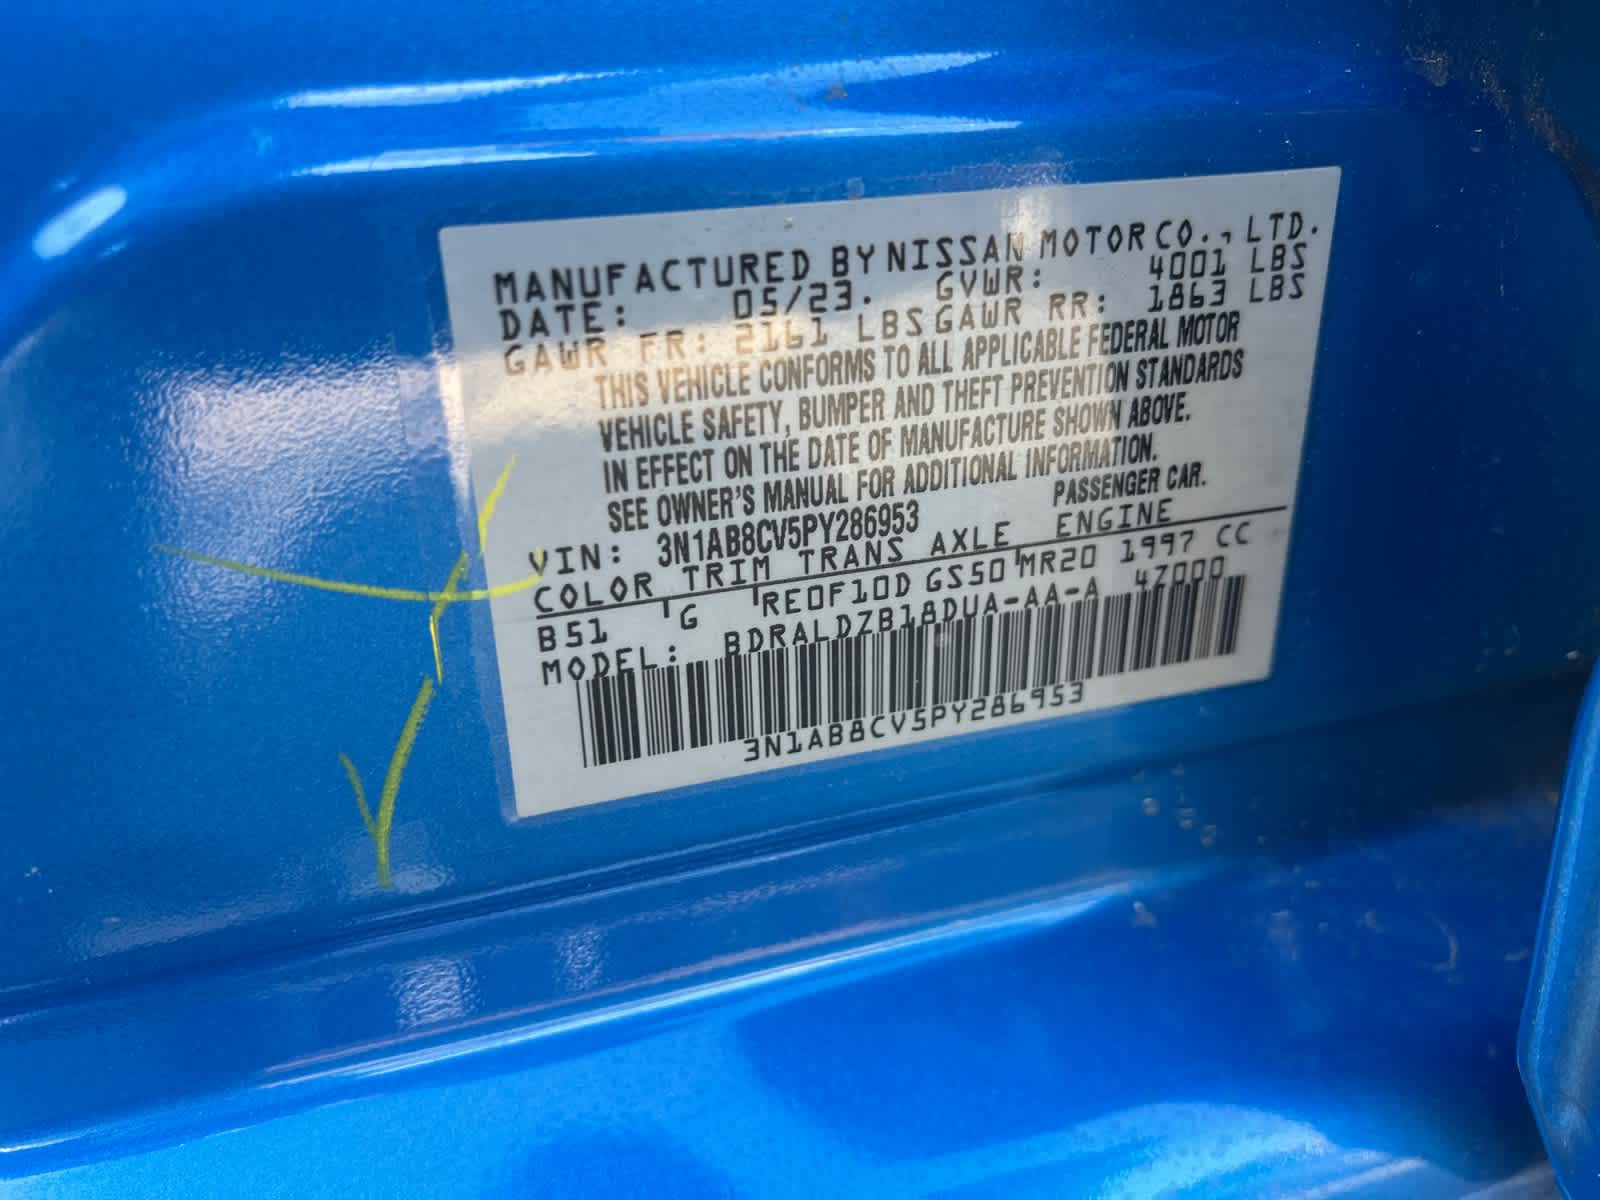 MANUFACTURED BY NISSAN MOTOR CO., LTD.
DATE: 05/23. GVWR: 4001 LBS
GAWR FR: 2161 LBS GAWR RR: 1863 LBS
THIS VEHICLE CONFORMS TO ALL APPLICABLE FEDERAL MOTOR
VEHICLE SAFETY, BUMPER AND THEFT PREVENTION STANDARDS
IN EFFECT ON THE DATE OF MANUFACTURE SHOWN ABOVE.
SEE OWNER'S MANUAL FOR ADDITIONAL INFORMATION.
VIN: 3N1AB8CV5PY286953 PASSENGER CAR.
COLOR TRIM TRANS AXLE ENGINE
B51 G RE0F10D GS50 MR20 1997 CC
MODEL: BDRALDZB18DUA-AA-A 47000
3N1AB8CV5PY286953